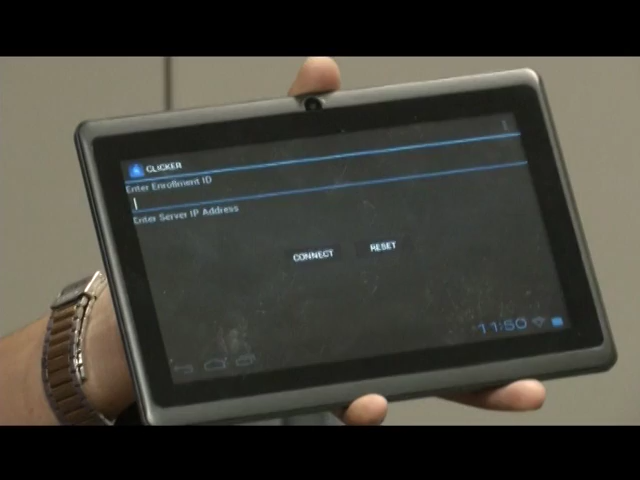 CLICKER
Enter Enrollment ID
Enter Server IP Address
CONNECT RESET
11:50